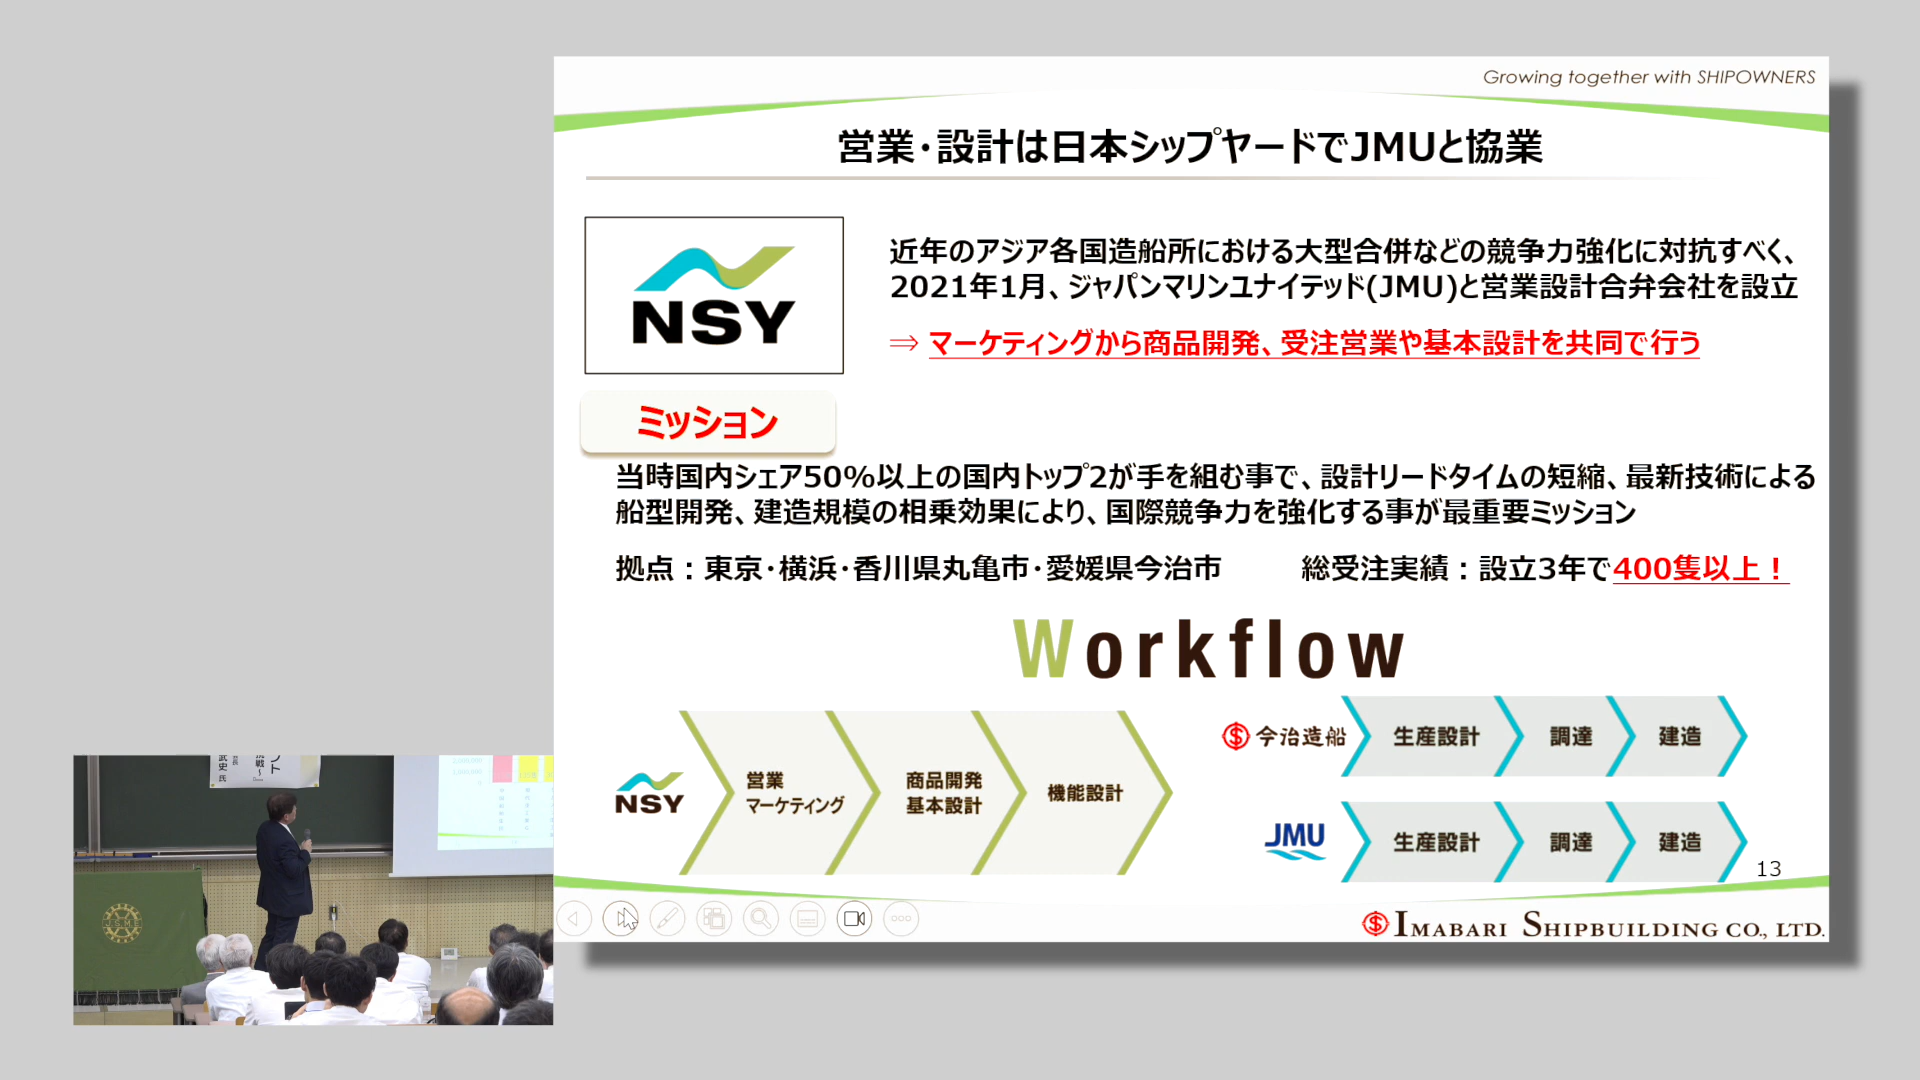 Growing together with SHIPOWNERS
営業・設計は日本シップヤードでJMUと協業
NSY
近年のアジア各国造船所における大型合併などの競争力強化に対抗すべく、
2021年1月、ジャパンマリンユナイテッド(JMU)と営業設計合弁会社を設立
⇒ マーケティングから商品開発、受注営業や基本設計を共同で行う
ミッション
当時国内シェア50%以上の国内トップ2が手を組む事で、設計リードタイムの短縮、最新技術による
船型開発、建造規模の相乗効果により、国際競争力を強化する事が最重要ミッション
拠点：東京・横浜・香川県丸亀市・愛媛県今治市
総受注実績：設立3年で400隻以上！
Workflow
NSY
営業
マーケティング
商品開発
基本設計
機能設計
今治造船
生産設計
調達
建造
JMU
生産設計
調達
建造
13
IMABARI SHIPBUILDING CO., LTD.